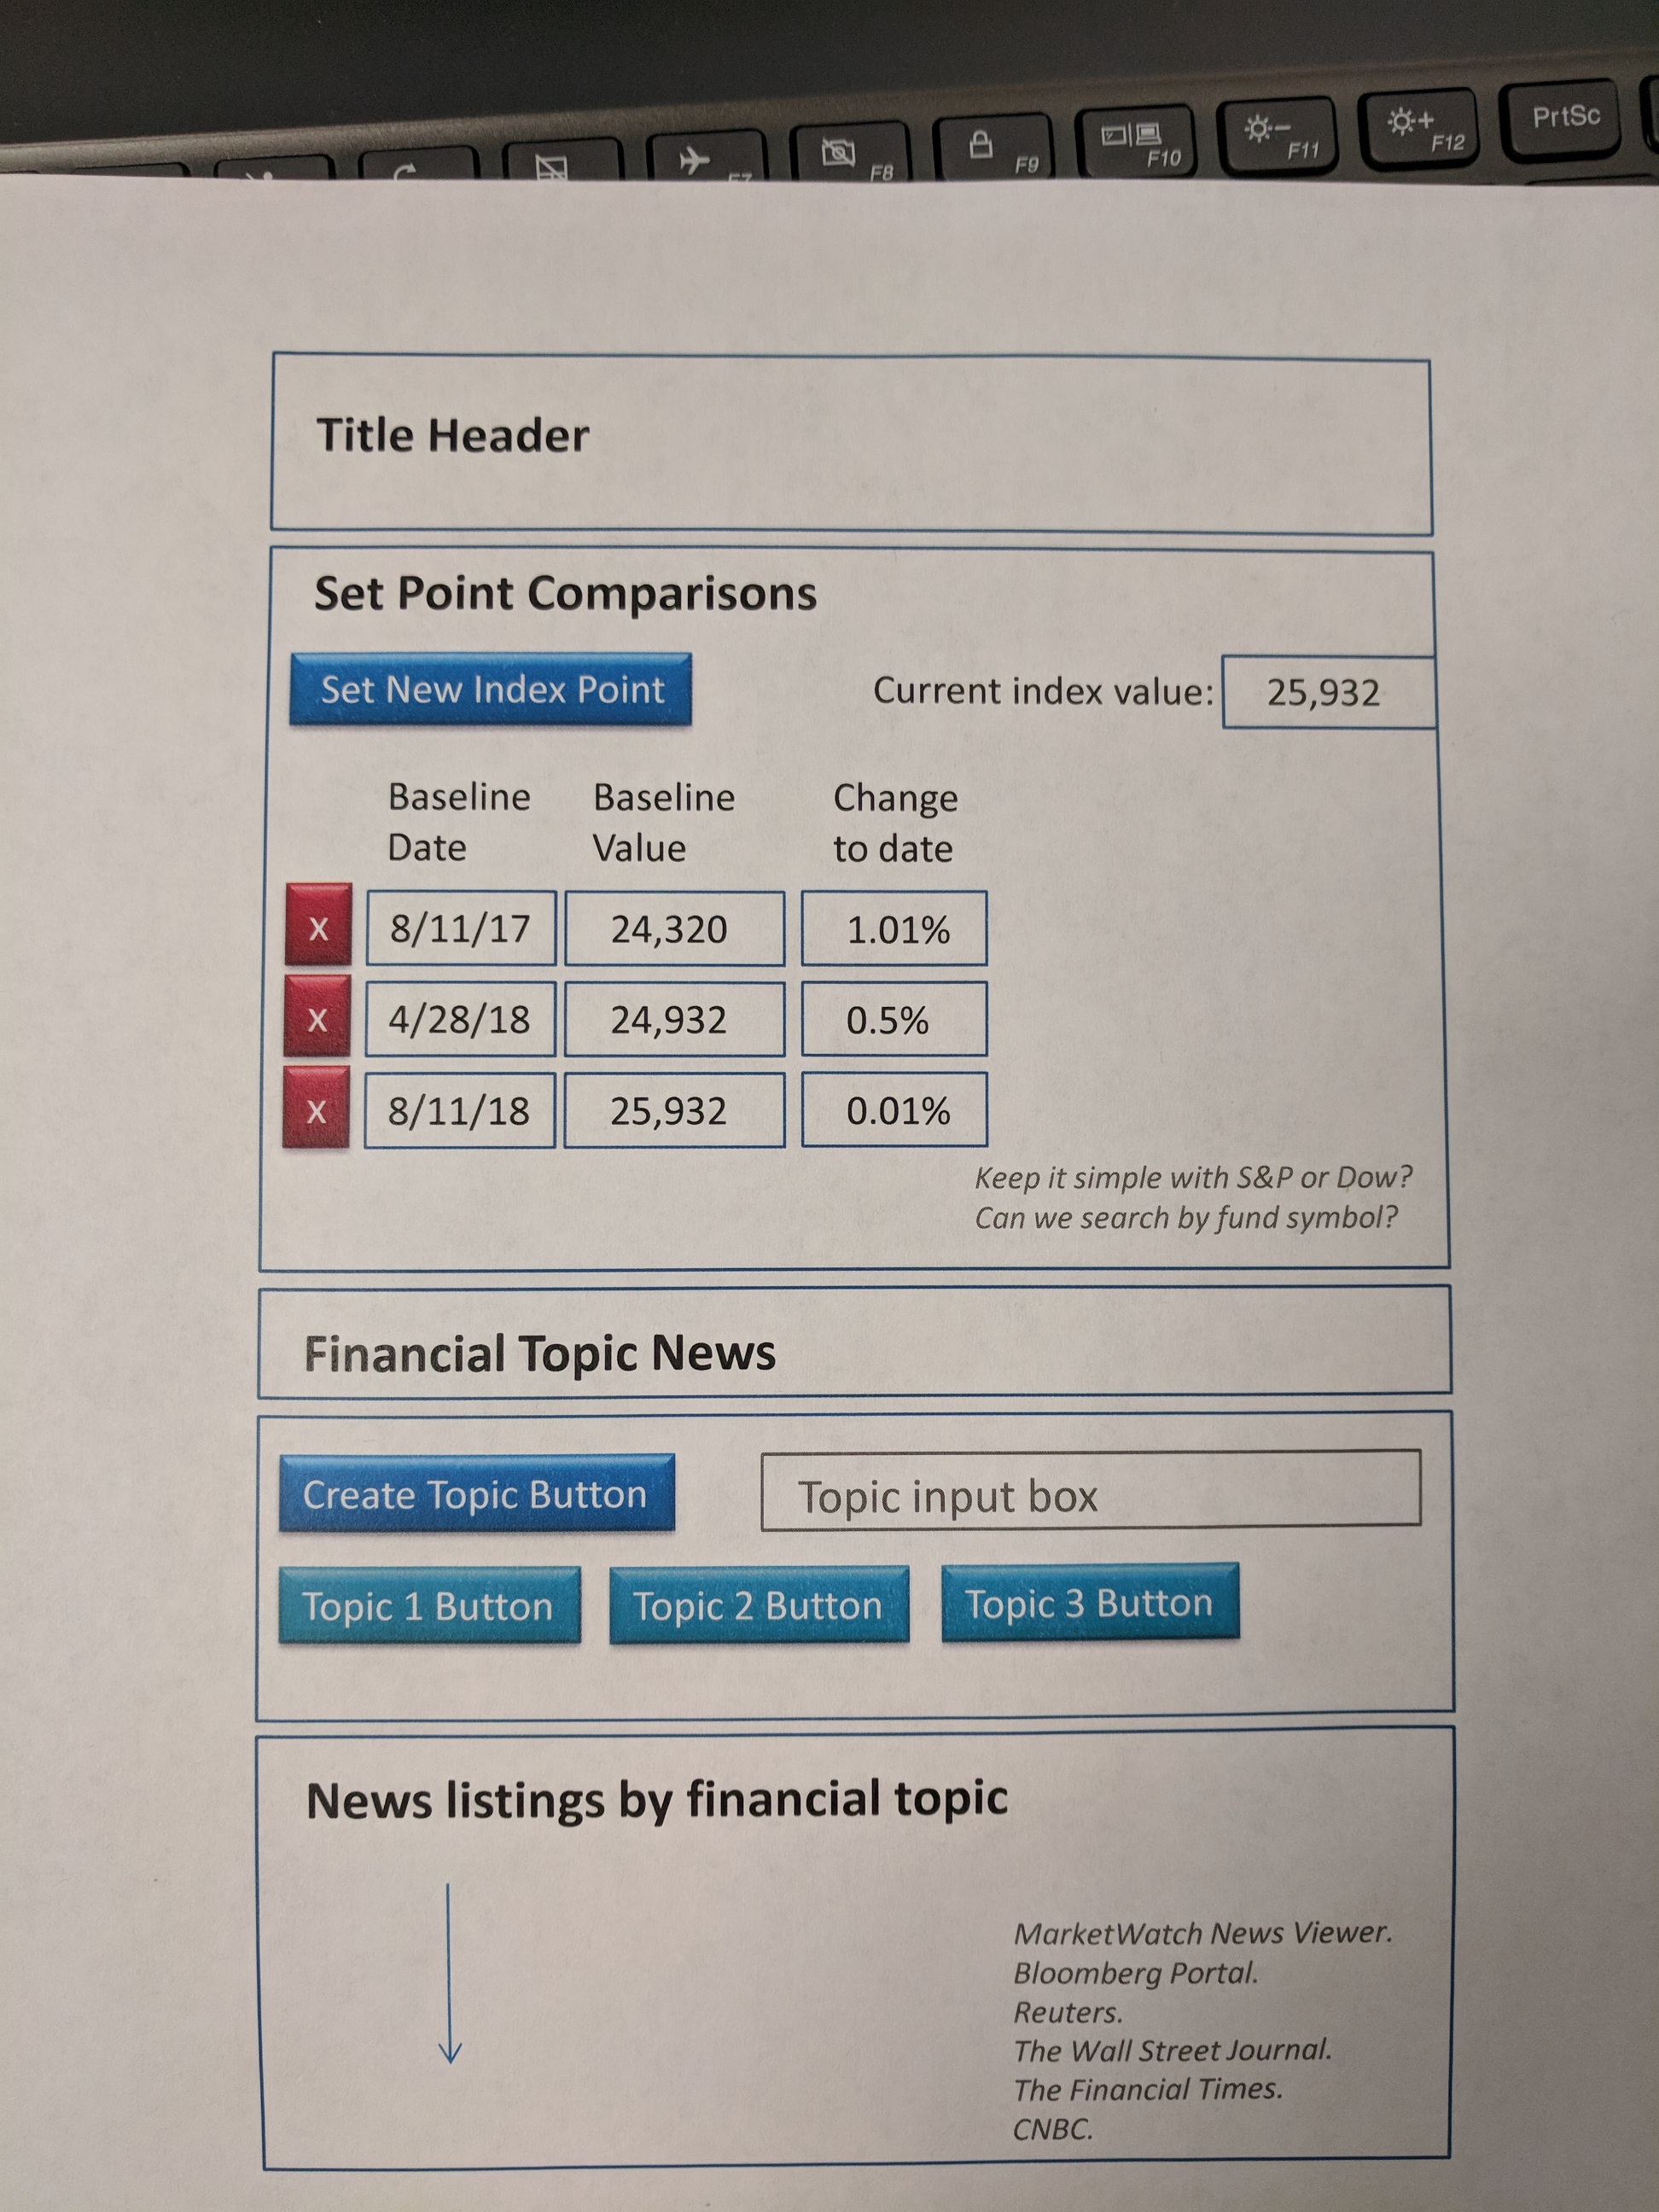 F7
F8
F9
F10
F11
F12
PrtSc
Title Header
Set Point Comparisons
Set New Index Point
Current index value: 25,932
Baseline Date
Baseline Value
Change to date
X 8/11/17 24,320 1.01%
X 4/28/18 24,932 0.5%
X 8/11/18 25,932 0.01%
Keep it simple with S&P or Dow?
Can we search by fund symbol?
Financial Topic News
Create Topic Button
Topic input box
Topic 1 Button
Topic 2 Button
Topic 3 Button
News listings by financial topic
MarketWatch News Viewer.
Bloomberg Portal.
Reuters.
The Wall Street Journal.
The Financial Times.
CNBC.